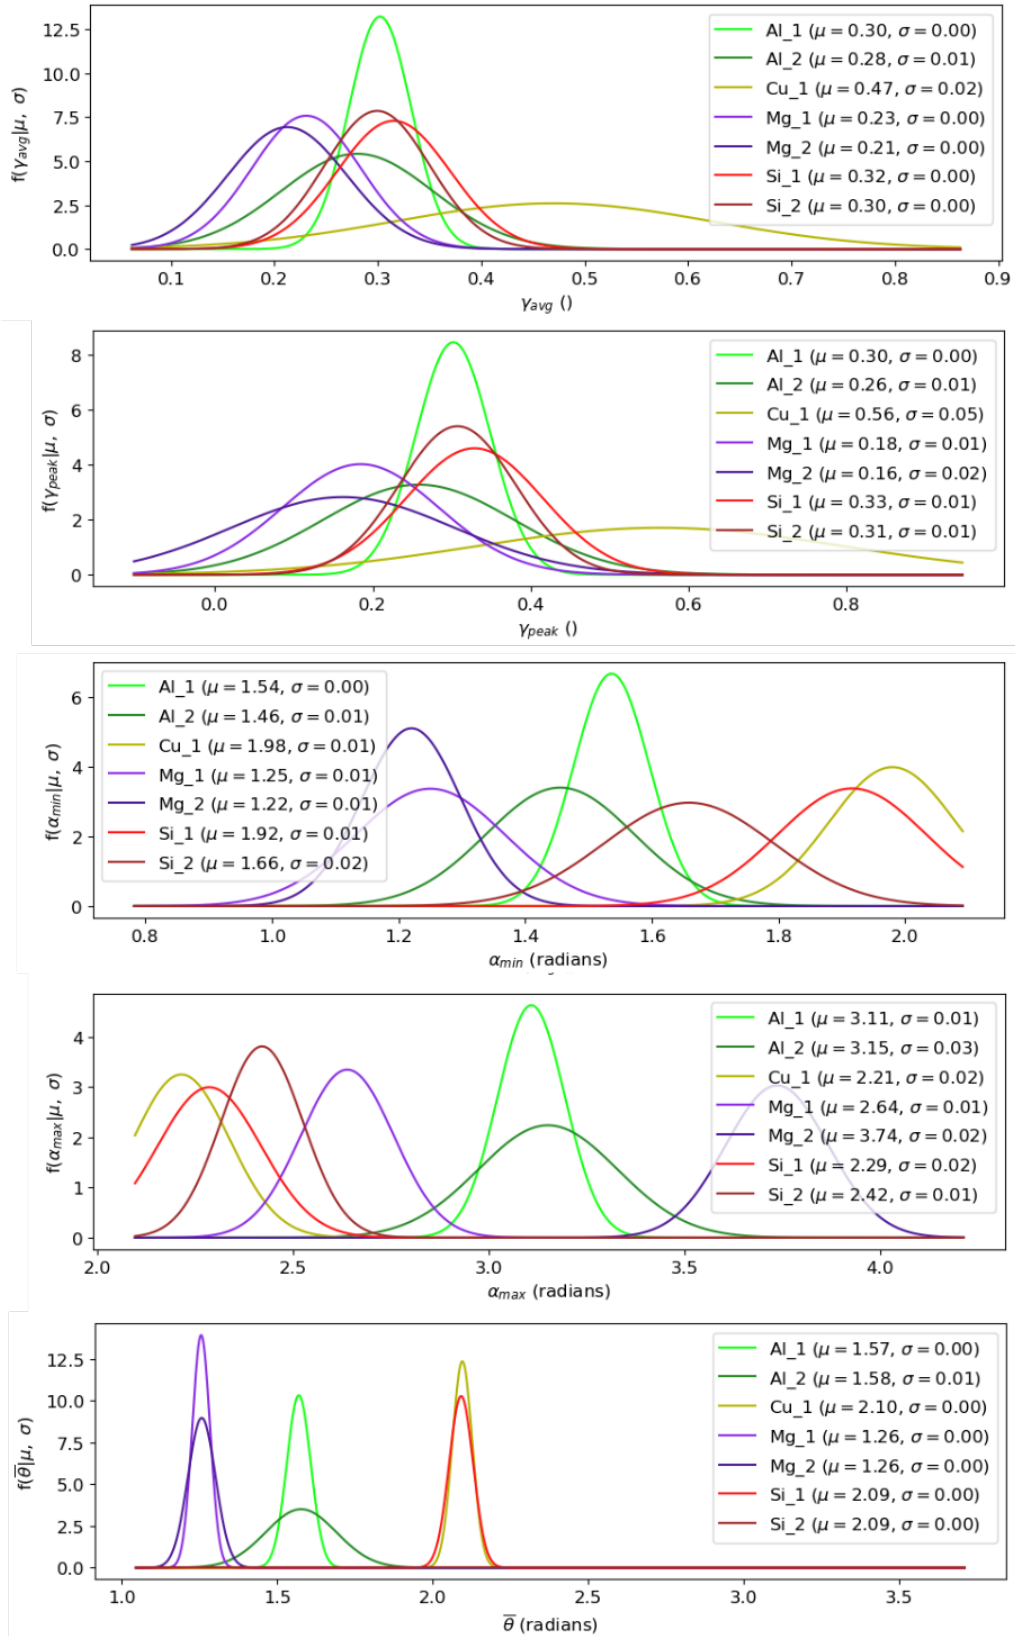 12.5
10.0
7.5
5.0
2.5
0.0
f(γavg|μ, σ)
Al_1 (μ = 0.30, σ = 0.00)
Al_2 (μ = 0.28, σ = 0.01)
Cu_1 (μ = 0.47, σ = 0.02)
Mg_1 (μ = 0.23, σ = 0.00)
Mg_2 (μ = 0.21, σ = 0.00)
Si_1 (μ = 0.32, σ = 0.00)
Si_2 (μ = 0.30, σ = 0.00)
0.1 0.2 0.3 0.4 0.5 0.6 0.7 0.8 0.9
γavg ()
8
6
4
2
0
f(γpeak|μ, σ)
Al_1 (μ = 0.30, σ = 0.00)
Al_2 (μ = 0.26, σ = 0.01)
Cu_1 (μ = 0.56, σ = 0.05)
Mg_1 (μ = 0.18, σ = 0.01)
Mg_2 (μ = 0.16, σ = 0.02)
Si_1 (μ = 0.33, σ = 0.01)
Si_2 (μ = 0.31, σ = 0.01)
0.0 0.2 0.4 0.6 0.8
γpeak ()
6
4
2
0
f(αmin|μ, σ)
Al_1 (μ = 1.54, σ = 0.00)
Al_2 (μ = 1.46, σ = 0.01)
Cu_1 (μ = 1.98, σ = 0.01)
Mg_1 (μ = 1.25, σ = 0.01)
Mg_2 (μ = 1.22, σ = 0.01)
Si_1 (μ = 1.92, σ = 0.01)
Si_2 (μ = 1.66, σ = 0.02)
0.8 1.0 1.2 1.4 1.6 1.8 2.0
αmin (radians)
4
3
2
1
0
f(αmax|μ, σ)
Al_1 (μ = 3.11, σ = 0.01)
Al_2 (μ = 3.15, σ = 0.03)
Cu_1 (μ = 2.21, σ = 0.02)
Mg_1 (μ = 2.64, σ = 0.01)
Mg_2 (μ = 3.74, σ = 0.02)
Si_1 (μ = 2.29, σ = 0.02)
Si_2 (μ = 2.42, σ = 0.01)
2.0 2.5 3.0 3.5 4.0
αmax (radians)
12.5
10.0
7.5
5.0
2.5
0.0
f(θ̅|μ, σ)
Al_1 (μ = 1.57, σ = 0.00)
Al_2 (μ = 1.58, σ = 0.01)
Cu_1 (μ = 2.10, σ = 0.00)
Mg_1 (μ = 1.26, σ = 0.00)
Mg_2 (μ = 1.26, σ = 0.00)
Si_1 (μ = 2.09, σ = 0.00)
Si_2 (μ = 2.09, σ = 0.00)
1.0 1.5 2.0 2.5 3.0 3.5
θ̅ (radians)